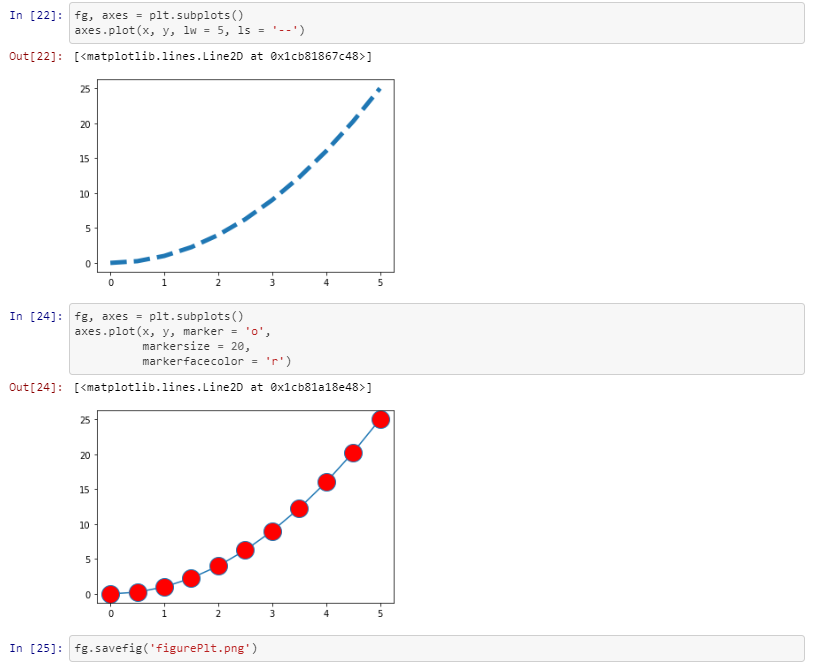 In [22]: fg, axes = plt.subplots()
axes.plot(x, y, lw = 5, ls = '--')
Out[22]: [<matplotlib.lines.Line2D at 0x1cb81867c48>]
25
20
15
10
5
0
0 1 2 3 4 5
In [24]: fg, axes = plt.subplots()
axes.plot(x, y, marker = 'o',
markersize = 20,
markerfacecolor = 'r')
Out[24]: [<matplotlib.lines.Line2D at 0x1cb81a18e48>]
25
20
15
10
5
0
0 1 2 3 4 5
In [25]: fg.savefig('figurePlt.png')